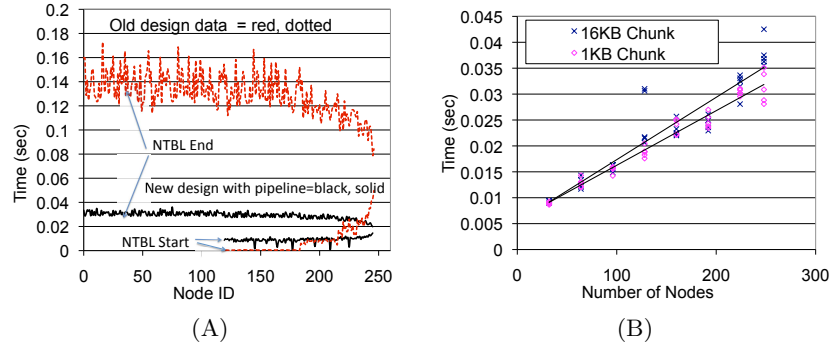 Old design data = red, dotted
0.2
0.18
0.16
0.14
0.12
0.1
0.08
0.06
0.04
0.02
0
Time (sec)
NTBL End
New design with pipeline=black, solid
NTBL Start
0 50 100 150 200 250
Node ID
(A)
0.045
0.04
0.035
0.03
0.025
0.02
0.015
0.01
0.005
0
Time (sec)
16KB Chunk
1KB Chunk
0 100 200 300
Number of Nodes
(B)